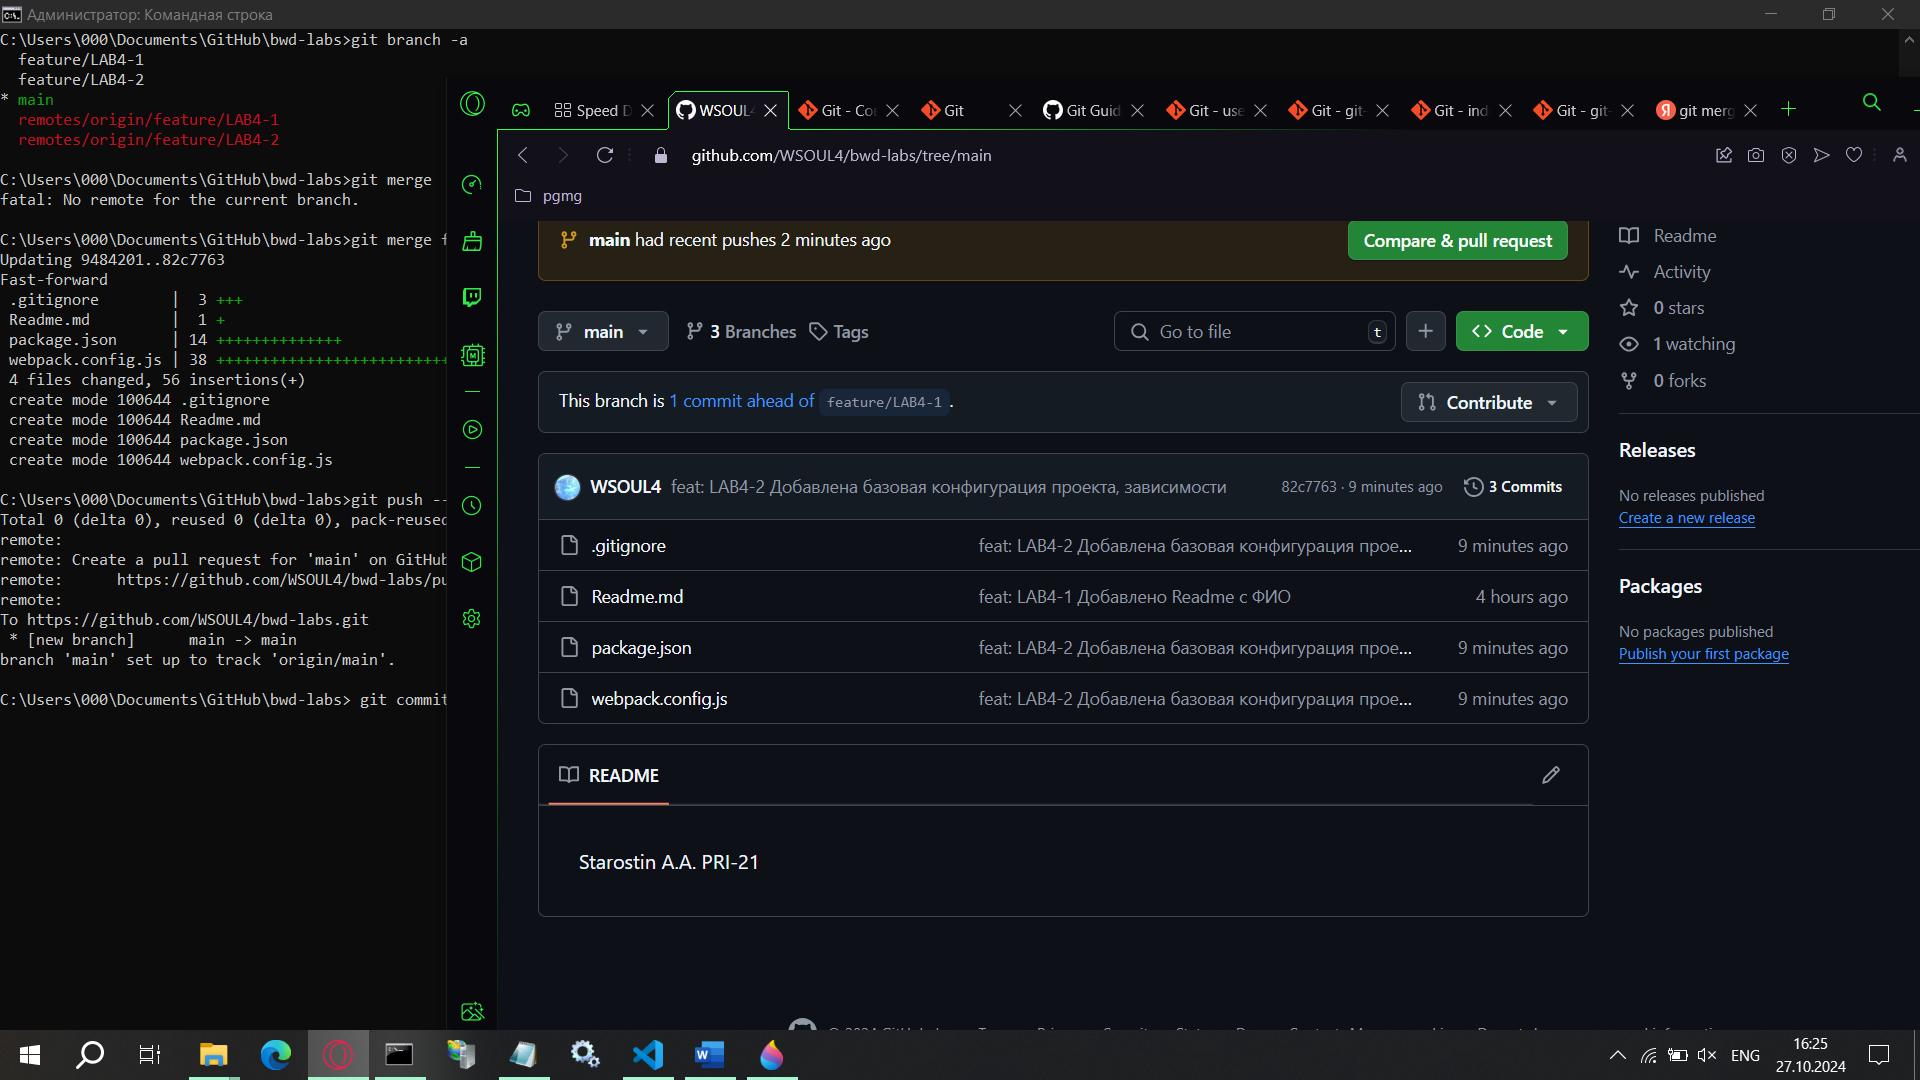 Администратор: Командная строка
C:\Users\000\Documents\GitHub\bwd-labs>git branch -a
feature/LAB4-1
feature/LAB4-2
* main
remotes/origin/feature/LAB4-1
remotes/origin/feature/LAB4-2
C:\Users\000\Documents\GitHub\bwd-labs>git merge
fatal: No remote for the current branch.
C:\Users\000\Documents\GitHub\bwd-labs>git merge f
Updating 9484201..82c7763
Fast-forward
.gitignore | 3 +++
Readme.md | 1 +
package.json | 14 ++++++++++++++
webpack.config.js | 38 ++++++++++++++++++++++++++
4 files changed, 56 insertions(+)
create mode 100644 .gitignore
create mode 100644 Readme.md
create mode 100644 package.json
create mode 100644 webpack.config.js
C:\Users\000\Documents\GitHub\bwd-labs>git push --
Total 0 (delta 0), reused 0 (delta 0), pack-reused
remote:
remote: Create a pull request for 'main' on GitHub
remote: https://github.com/WSOUL4/bwd-labs/pu
remote:
To https://github.com/WSOUL4/bwd-labs.git
* [new branch] main -> main
branch 'main' set up to track 'origin/main'.
C:\Users\000\Documents\GitHub\bwd-labs> git commit
Speed D
WSOUL4
Git - Co
Git
Git Guid
Git - use
Git - git-
Git - ind
Git - git-
Я git merg
github.com/WSOUL4/bwd-labs/tree/main
pgmg
main had recent pushes 2 minutes ago
Compare & pull request
main
3 Branches
Tags
Go to file
t
Code
This branch is 1 commit ahead of feature/LAB4-1 .
Contribute
WSOUL4 feat: LAB4-2 Добавлена базовая конфигурация проекта, зависимости 82c7763 · 9 minutes ago 3 Commits
.gitignore feat: LAB4-2 Добавлена базовая конфигурация прое... 9 minutes ago
Readme.md feat: LAB4-1 Добавлено Readme с ФИО 4 hours ago
package.json feat: LAB4-2 Добавлена базовая конфигурация прое... 9 minutes ago
webpack.config.js feat: LAB4-2 Добавлена базовая конфигурация прое... 9 minutes ago
README
Starostin A.A. PRI-21
Readme
Activity
0 stars
1 watching
0 forks
Releases
No releases published
Create a new release
Packages
No packages published
Publish your first package
ENG
16:25
27.10.2024